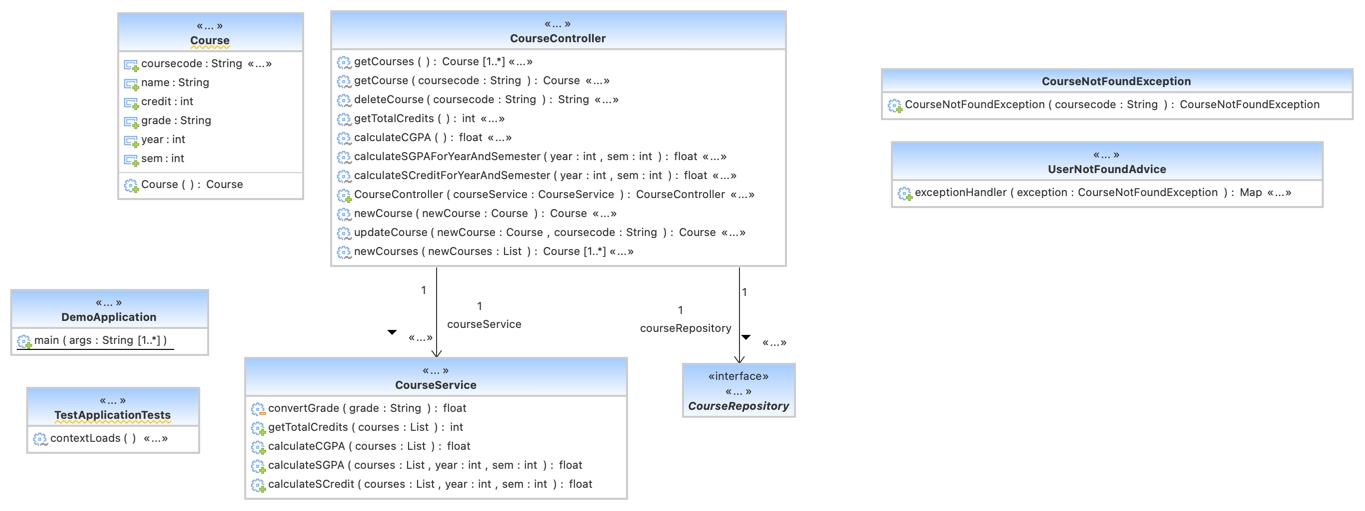 «... »
Course
coursecode : String «...»
name : String
credit : int
grade : String
year : int
sem : int
Course ( ) : Course
«... »
CourseController
getCourses ( ) : Course [1..*] «...»
getCourse ( coursecode : String ) : Course «...»
deleteCourse ( coursecode : String ) : String «...»
getTotalCredits ( ) : int «...»
calculateCGPA ( ) : float «...»
calculateSGPAForYearAndSemester ( year : int , sem : int ) : float «...»
calculateSCreditForYearAndSemester ( year : int , sem : int ) : float «...»
CourseController ( courseService : CourseService ) : CourseController «...»
newCourse ( newCourse : Course ) : Course «...»
updateCourse ( newCourse : Course , coursecode : String ) : Course «...»
newCourses ( newCourses : List ) : Course [1..*] «...»
CourseNotFoundException
CourseNotFoundException ( coursecode : String ) : CourseNotFoundException
«... »
UserNotFoundAdvice
exceptionHandler ( exception : CourseNotFoundException ) : Map «...»
«... »
DemoApplication
main ( args : String [1..*] )
1
1
courseService
«...»
1
1
courseRepository
«...»
«... »
TestApplicationTests
contextLoads ( ) «...»
«... »
CourseService
convertGrade ( grade : String ) : float
getTotalCredits ( courses : List ) : int
calculateCGPA ( courses : List ) : float
calculateSGPA ( courses : List , year : int , sem : int ) : float
calculateSCredit ( courses : List , year : int , sem : int ) : float
«interface»
«... »
CourseRepository